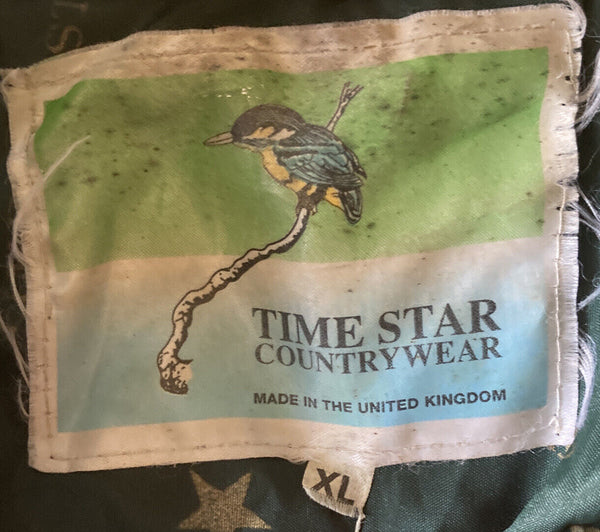 TIME STAR
COUNTRYWEAR
MADE IN THE UNITED KINGDOM
XL